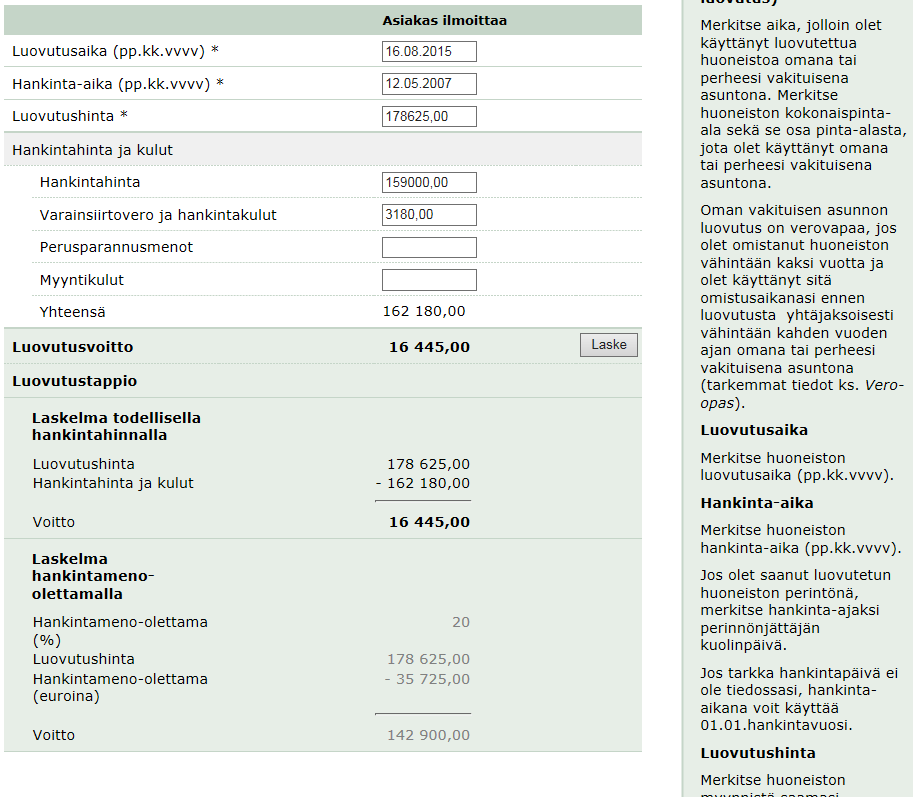 Asiakas ilmoittaa
Luovutusaika (pp.kk.vvvv) * 16.08.2015
Hankinta-aika (pp.kk.vvvv) * 12.05.2007
Luovutushinta * 178625,00
Hankintahinta ja kulut
Hankintahinta 159000,00
Varainsiirtovero ja hankintakulut 3180,00
Perusparannusmenot
Myyntikulut
Yhteensä 162 180,00
Luovutusvoitto 16 445,00 Laske
Luovutustappio
Laskelma todellisella
hankintahinnalla
Luovutushinta 178 625,00
Hankintahinta ja kulut - 162 180,00
Voitto 16 445,00
Laskelma
hankintameno-
olettamalla
Hankintameno-olettama 20
(%)
Luovutushinta 178 625,00
Hankintameno-olettama - 35 725,00
(euroina)
Voitto 142 900,00
luovutus)
Merkitse aika, jolloin olet
käyttänyt luovutettua
huoneistoa omana tai
perheesi vakituisena
asuntona. Merkitse
huoneiston kokonaispinta-
ala sekä se osa pinta-alasta,
jota olet käyttänyt omana
tai perheesi vakituisena
asuntona.
Oman vakituisen asunnon
luovutus on verovapaa, jos
olet omistanut huoneiston
vähintään kaksi vuotta ja
olet käyttänyt sitä
omistusaikanasi ennen
luovutusta yhtäjaksoisesti
vähintään kahden vuoden
ajan omana tai perheesi
vakituisena asuntona
(tarkemmat tiedot ks. Vero-
opas).
Luovutusaika
Merkitse huoneiston
luovutusaika (pp.kk.vvvv).
Hankinta-aika
Merkitse huoneiston
hankinta-aika (pp.kk.vvvv).
Jos olet saanut luovutetun
huoneiston perintönä,
merkitse hankinta-ajaksi
perinnönjättäjän
kuolinpäivä.
Jos tarkka hankintapäivä ei
ole tiedossasi, hankinta-
aikana voit käyttää
01.01.hankintavuosi.
Luovutushinta
Merkitse huoneiston
myynnistä saamasi